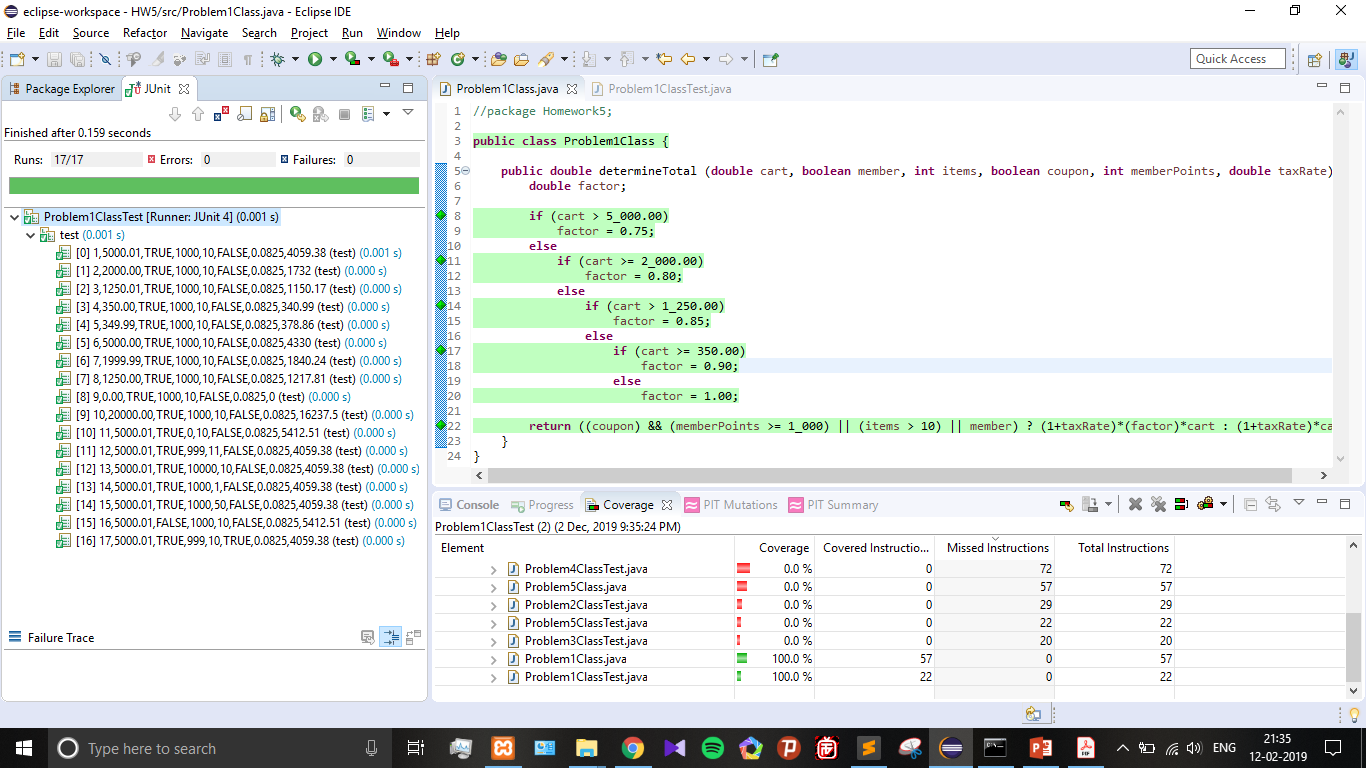 eclipse-workspace - HW5/src/Problem1Class.java - Eclipse IDE
File Edit Source Refactor Navigate Search Project Run Window Help
Quick Access
Package Explorer JUnit
Finished after 0.159 seconds
Runs: 17/17 Errors: 0 Failures: 0
Problem1ClassTest [Runner: JUnit 4] (0.001 s)
test (0.001 s)
[0] 1,5000.01,TRUE,1000,10,FALSE,0.0825,4059.38 (test) (0.001 s)
[1] 2,2000.00,TRUE,1000,10,FALSE,0.0825,1732 (test) (0.000 s)
[2] 3,1250.01,TRUE,1000,10,FALSE,0.0825,1150.17 (test) (0.000 s)
[3] 4,350.00,TRUE,1000,10,FALSE,0.0825,340.99 (test) (0.000 s)
[4] 5,349.99,TRUE,1000,10,FALSE,0.0825,378.86 (test) (0.000 s)
[5] 6,5000.00,TRUE,1000,10,FALSE,0.0825,4330 (test) (0.000 s)
[6] 7,1999.99,TRUE,1000,10,FALSE,0.0825,1840.24 (test) (0.000 s)
[7] 8,1250.00,TRUE,1000,10,FALSE,0.0825,1217.81 (test) (0.000 s)
[8] 9,0.00,TRUE,1000,10,FALSE,0.0825,0 (test) (0.000 s)
[9] 10,20000.00,TRUE,1000,10,FALSE,0.0825,16237.5 (test) (0.000 s)
[10] 11,5000.01,TRUE,0,10,FALSE,0.0825,5412.51 (test) (0.000 s)
[11] 12,5000.01,TRUE,999,11,FALSE,0.0825,4059.38 (test) (0.000 s)
[12] 13,5000.01,TRUE,10000,10,FALSE,0.0825,4059.38 (test) (0.000 s)
[13] 14,5000.01,TRUE,1000,1,FALSE,0.0825,4059.38 (test) (0.000 s)
[14] 15,5000.01,TRUE,1000,50,FALSE,0.0825,4059.38 (test) (0.000 s)
[15] 16,5000.01,FALSE,1000,10,FALSE,0.0825,5412.51 (test) (0.000 s)
[16] 17,5000.01,TRUE,999,10,TRUE,0.0825,4059.38 (test) (0.000 s)
Failure Trace
Problem1Class.java Problem1ClassTest.java
1 //package Homework5;
2
3 public class Problem1Class {
4
5 public double determineTotal (double cart, boolean member, int items, boolean coupon, int memberPoints, double taxRate)
6 double factor;
7
8 if (cart > 5_000.00)
9 factor = 0.75;
10 else
11 if (cart >= 2_000.00)
12 factor = 0.80;
13 else
14 if (cart > 1_250.00)
15 factor = 0.85;
16 else
17 if (cart >= 350.00)
18 factor = 0.90;
19 else
20 factor = 1.00;
21
22 return ((coupon) && (memberPoints >= 1_000) || (items > 10) || member) ? (1+taxRate)*(factor)*cart : (1+taxRate)*ca
23 }
24 }
Console Progress Coverage PIT Mutations PIT Summary
Problem1ClassTest (2) (2 Dec, 2019 9:35:24 PM)
Element Coverage Covered Instructio... Missed Instructions Total Instructions
Problem4ClassTest.java 0.0 % 0 72 72
Problem5Class.java 0.0 % 0 57 57
Problem2ClassTest.java 0.0 % 0 29 29
Problem5ClassTest.java 0.0 % 0 22 22
Problem3ClassTest.java 0.0 % 0 20 20
Problem1Class.java 100.0 % 57 0 57
Problem1ClassTest.java 100.0 % 22 0 22
Type here to search
ENG
21:35
12-02-2019